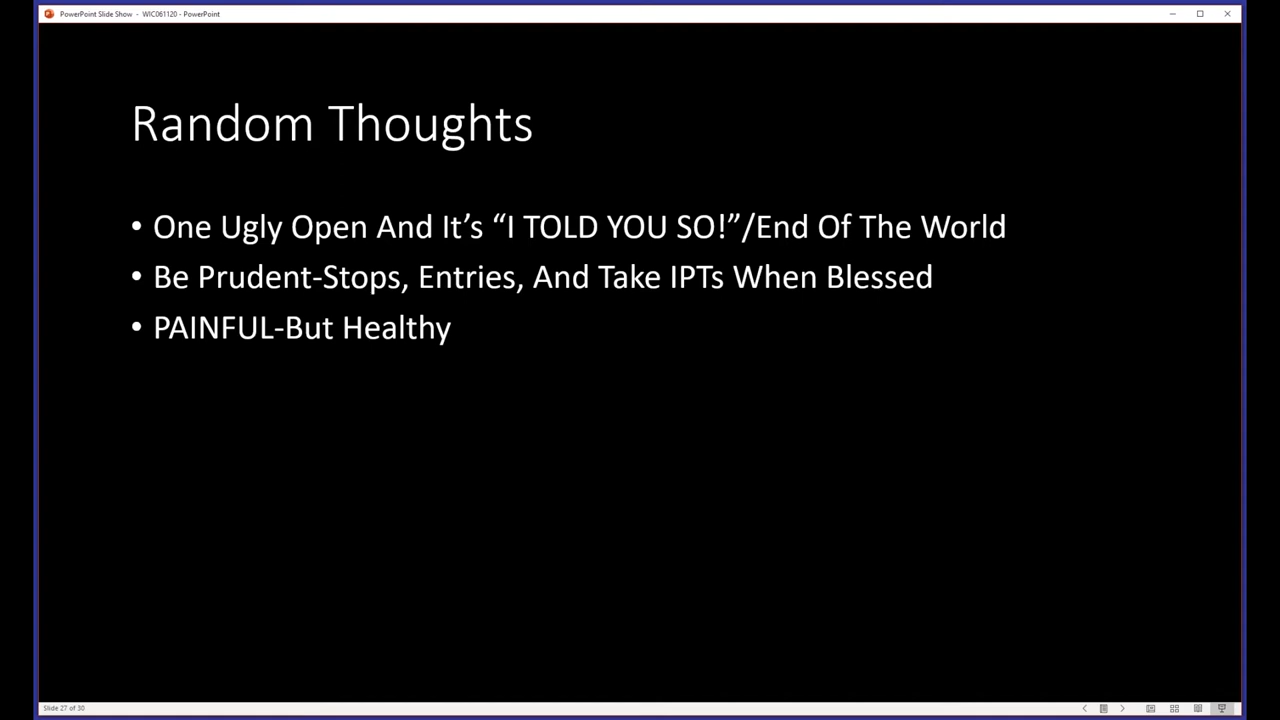 PowerPoint Slide Show - WIC061120 - PowerPoint
Random Thoughts
• One Ugly Open And It’s “I TOLD YOU SO!”/End Of The World
• Be Prudent-Stops, Entries, And Take IPTs When Blessed
• PAINFUL-But Healthy
Slide 27 of 30